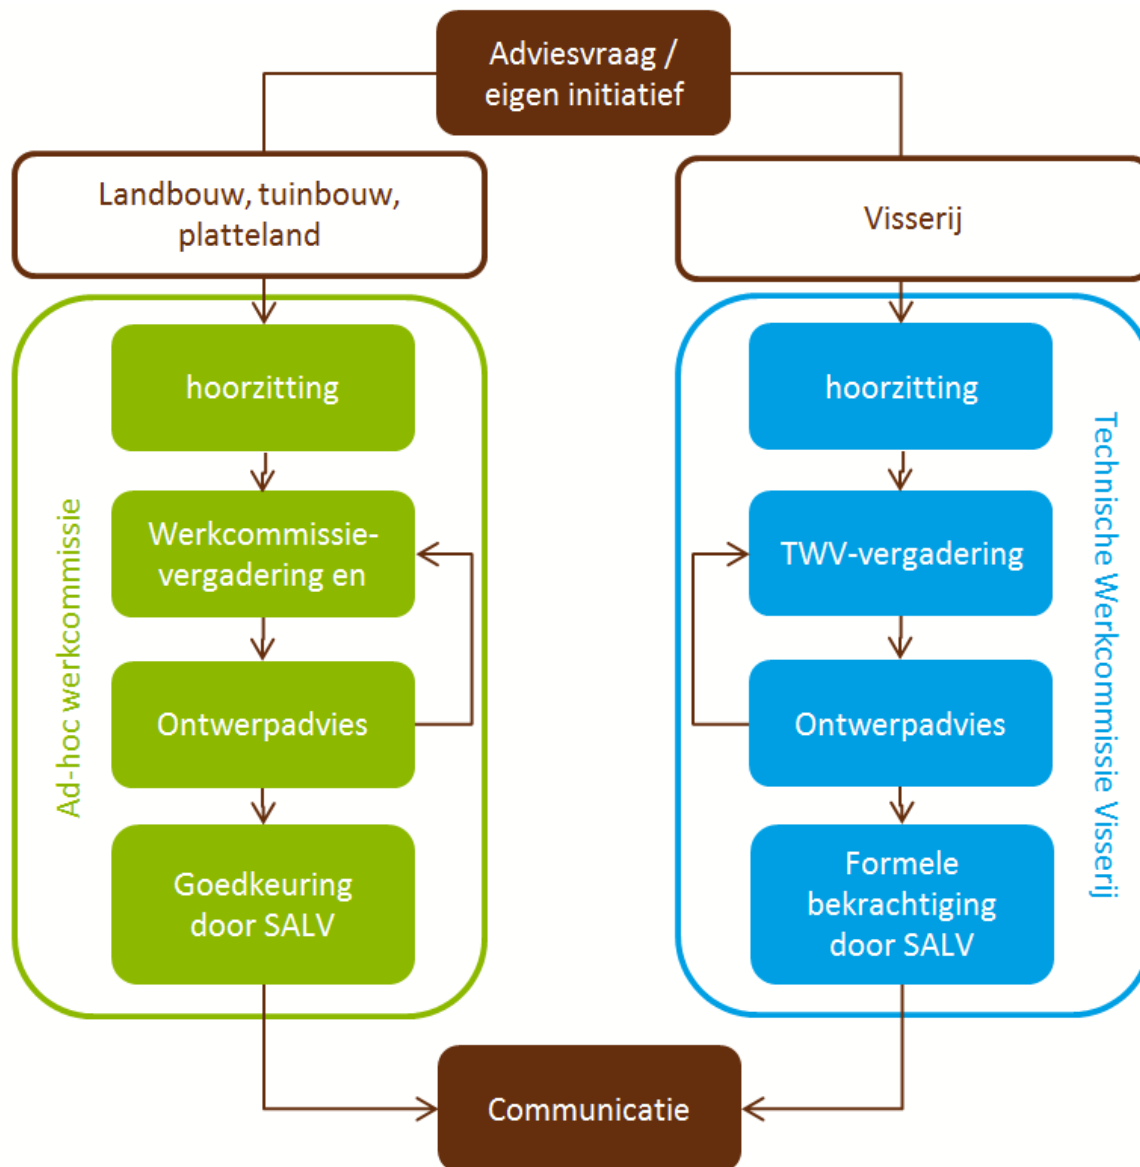 Adviesvraag /
eigen initiatief
Landbouw, tuinbouw,
platteland
Visserij
Ad-hoc werkcommissie
hoorzitting
Werkcommissie-
vergadering en
Ontwerpadvies
Goedkeuring
door SALV
hoorzitting
TWV-vergadering
Ontwerpadvies
Formele
bekrachtiging
door SALV
Technische Werkcommissie Visserij
Communicatie